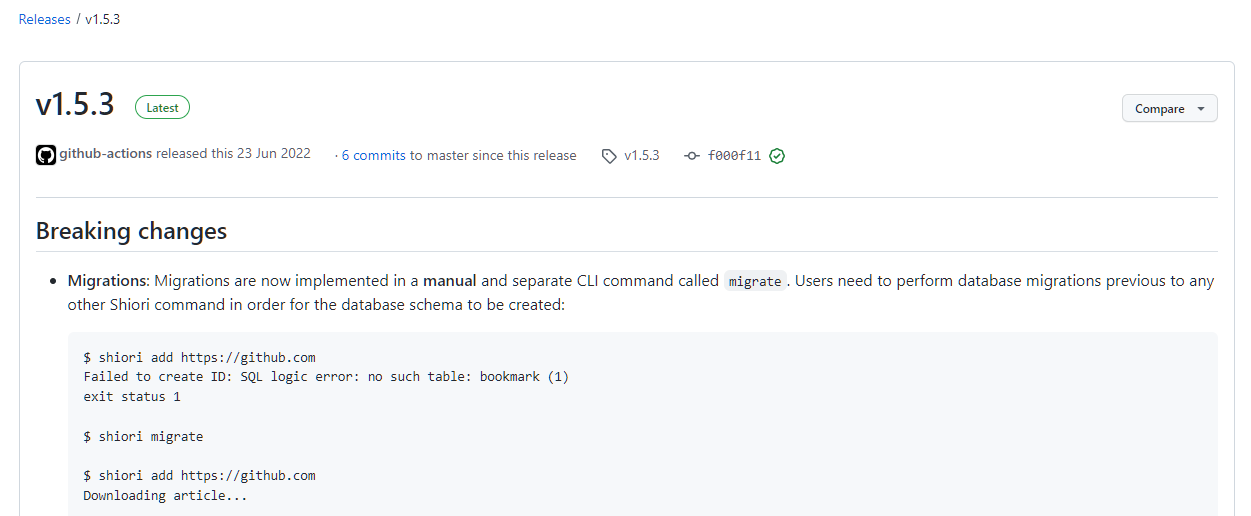 Releases / v1.5.3
v1.5.3 Latest
Compare
github-actions released this 23 Jun 2022 · 6 commits to master since this release v1.5.3 f000f11
Breaking changes
• Migrations: Migrations are now implemented in a manual and separate CLI command called migrate. Users need to perform database migrations previous to any
other Shiori command in order for the database schema to be created:
$ shiori add https://github.com
Failed to create ID: SQL logic error: no such table: bookmark (1)
exit status 1
$ shiori migrate
$ shiori add https://github.com
Downloading article...